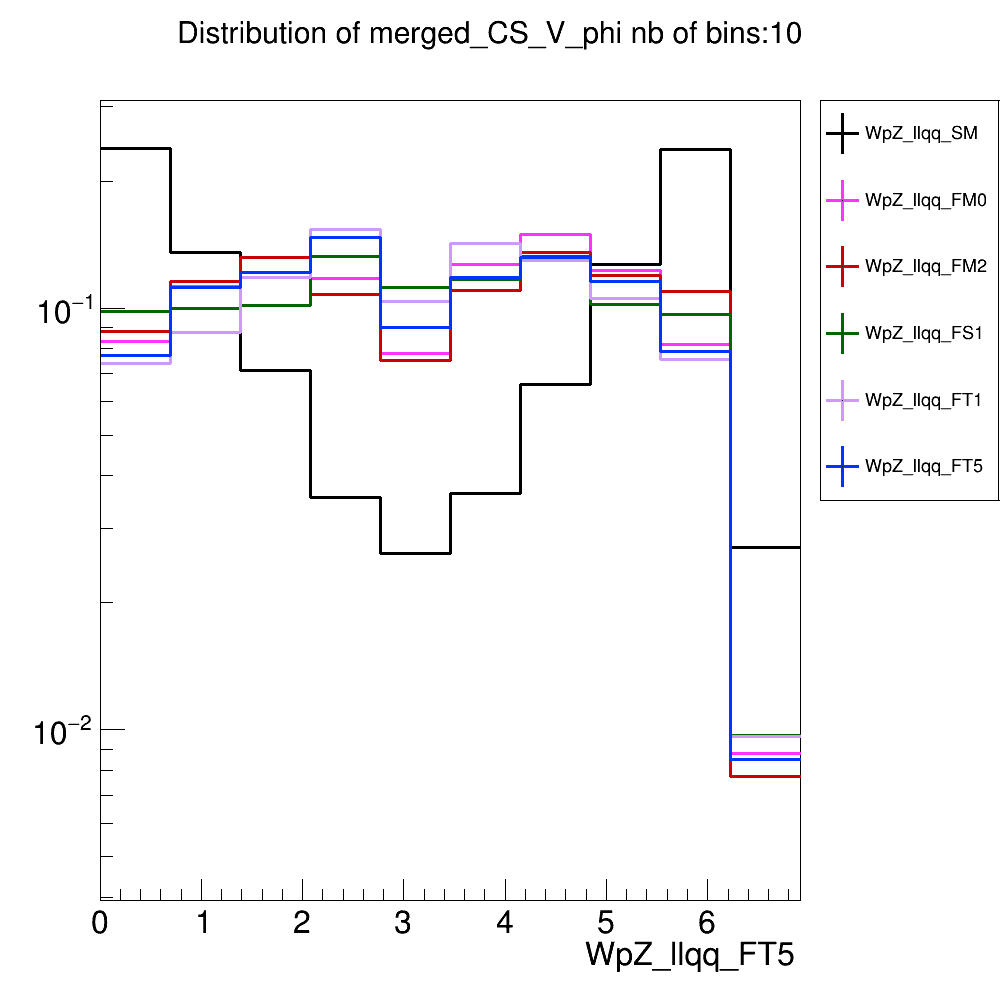 Distribution of merged_CS_V_phi nb of bins:10
WpZ_llqq_SM
WpZ_llqq_FM0
WpZ_llqq_FM2
WpZ_llqq_FS1
WpZ_llqq_FT1
WpZ_llqq_FT5
10⁻¹
10⁻²
0 1 2 3 4 5 6
WpZ_llqq_FT5